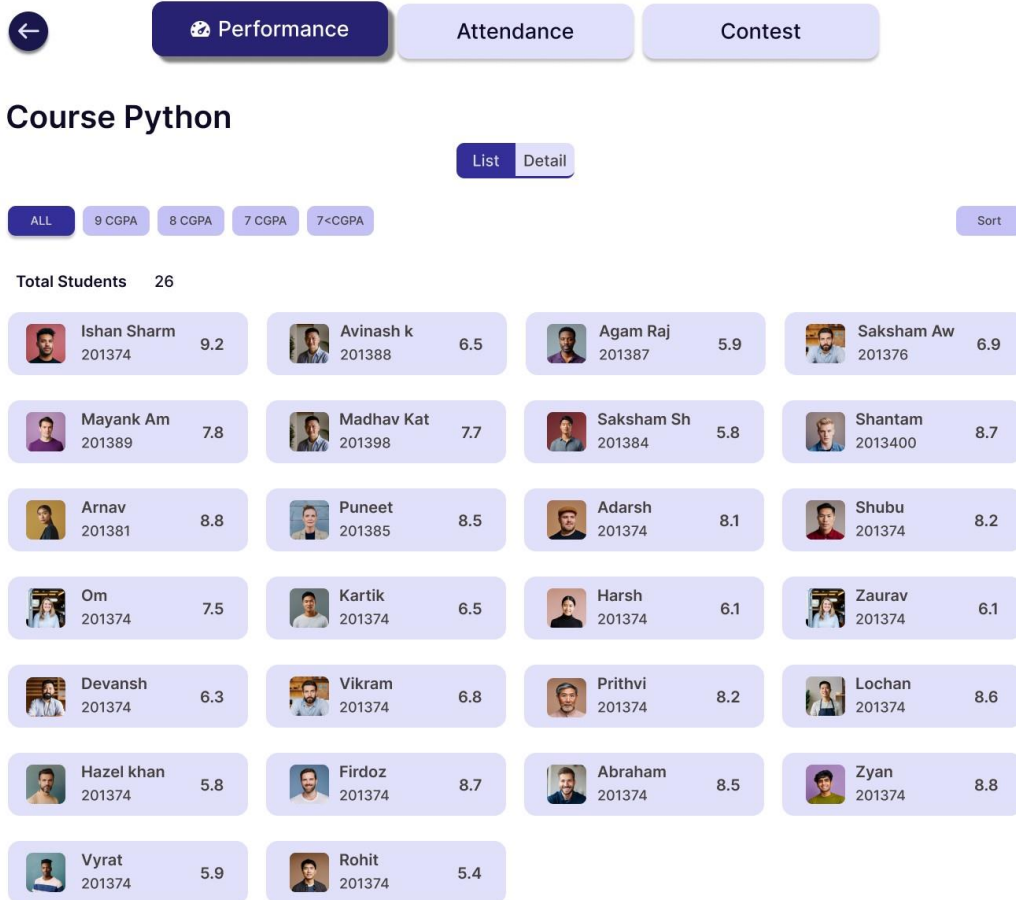 Performance
Attendance
Contest
Course Python
List
Detail
ALL
9 CGPA
8 CGPA
7 CGPA
7<CGPA
Sort
Total Students 26
Ishan Sharm
201374
9.2
Avinash k
201388
6.5
Agam Raj
201387
5.9
Saksham Aw
201376
6.9
Mayank Am
201389
7.8
Madhav Kat
201398
7.7
Saksham Sh
201384
5.8
Shantam
2013400
8.7
Arnav
201381
8.8
Puneet
201385
8.5
Adarsh
201374
8.1
Shubu
201374
8.2
Om
201374
7.5
Kartik
201374
6.5
Harsh
201374
6.1
Zaurav
201374
6.1
Devansh
201374
6.3
Vikram
201374
6.8
Prithvi
201374
8.2
Lochan
201374
8.6
Hazel khan
201374
5.8
Firdoz
201374
8.7
Abraham
201374
8.5
Zyan
201374
8.8
Vyrat
201374
5.9
Rohit
201374
5.4